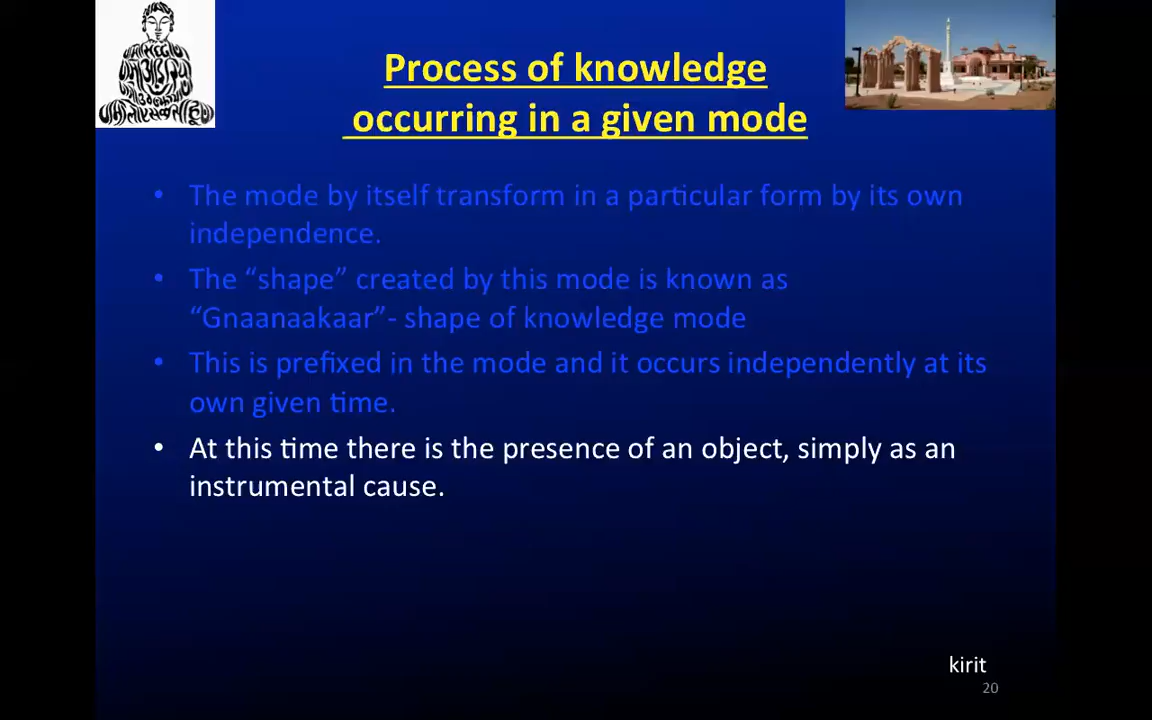 Process of knowledge
occurring in a given mode
• The mode by itself transform in a particular form by its own
independence.
• The “shape” created by this mode is known as
“Gnaanaakaar”- shape of knowledge mode
• This is prefixed in the mode and it occurs independently at its
own given time.
• At this time there is the presence of an object, simply as an
instrumental cause.
kirit
20